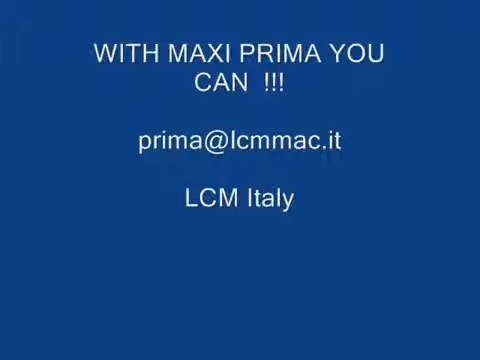 WITH MAXI PRIMA YOU
CAN  !!!
prima@lcmmac.it
LCM Italy